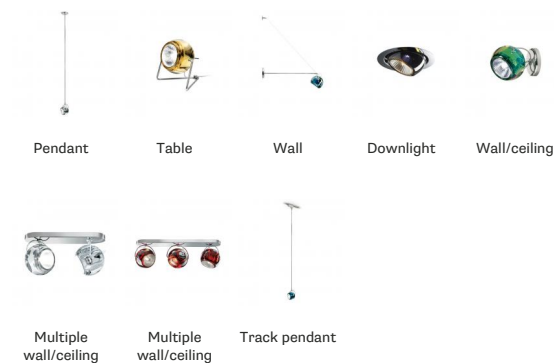 Pendant
Table
Wall
Downlight
Wall/ceiling
Multiple
wall/ceiling
Multiple
wall/ceiling
Track pendant